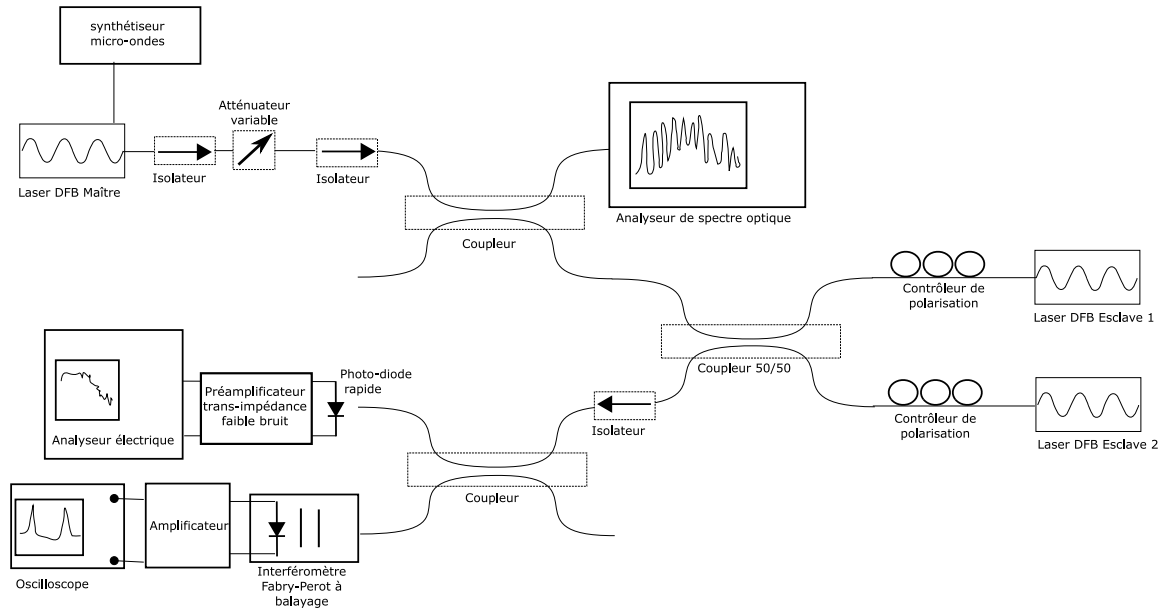 synthétiseur
micro-ondes
Atténuateur
variable
Isolateur
Isolateur
Laser DFB Maître
Coupleur
Analyseur de spectre optique
Contrôleur de
polarisation
Laser DFB Esclave 1
Coupleur 50/50
Photo-diode
rapide
Préamplificateur
trans-impédance
faible bruit
Analyseur électrique
Isolateur
Contrôleur de
polarisation
Laser DFB Esclave 2
Coupleur
Amplificateur
Oscilloscope
Interféromètre
Fabry-Perot à
balayage